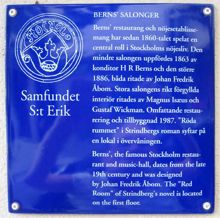 BERNS' SALONGER
Berns' restaurang och nöjesetablisse-
mang har sedan 1860-talet spelat en
central roll i Stockholms nöjesliv. Den
mindre salongen uppfördes 1863 av
konditor H R Berns och den större
1886, båda ritade av Johan Fredrik
Åbom. Stora salongens rikt förgyllda
interiör ritades av Magnus Isæus och
Gustaf Wickman. Omfattande restau-
rering och tillbyggnad 1987. "Röda
rummet" i Strindbergs roman syftar på
en lokal i övervåningen.
Berns', the famous Stockholm restau-
rant and music-hall, dates from the late
19th century and was designed
by Johan Fredrik Åbom. The "Red
Room" of Strindberg's novel is located
on the first floor.
Samfundet
S:t Erik